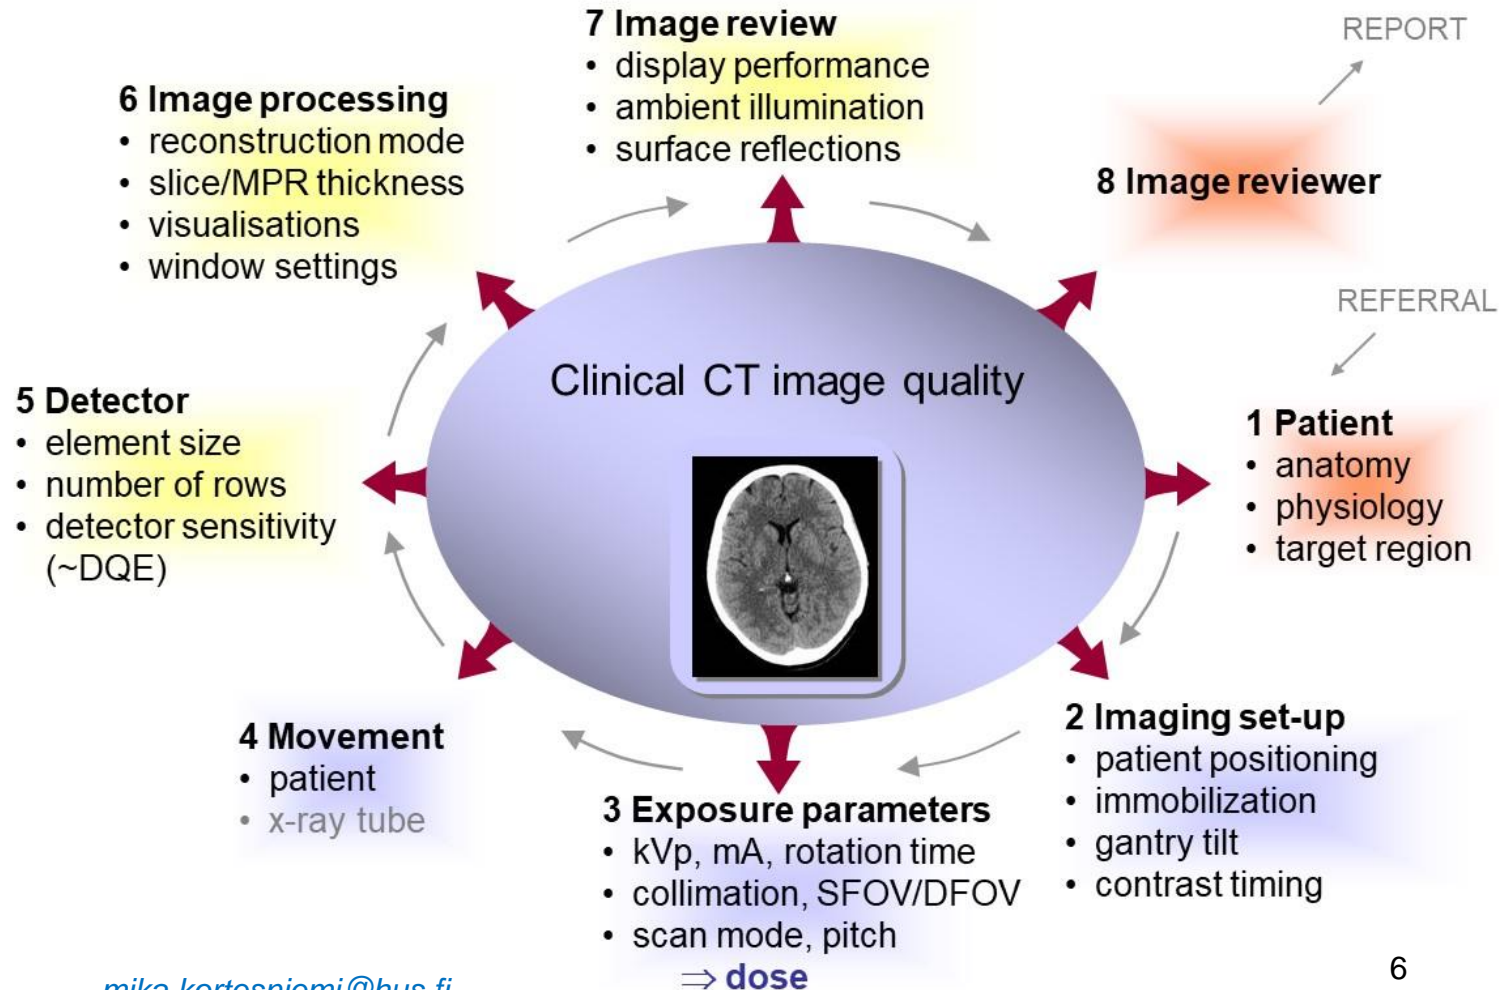 7 Image review
• display performance
• ambient illumination
• surface reflections
REPORT
6 Image processing
• reconstruction mode
• slice/MPR thickness
• visualisations
• window settings
8 Image reviewer
REFERRAL
Clinical CT image quality
5 Detector
• element size
• number of rows
• detector sensitivity
(~DQE)
1 Patient
• anatomy
• physiology
• target region
4 Movement
• patient
• x-ray tube
2 Imaging set-up
• patient positioning
• immobilization
• gantry tilt
• contrast timing
3 Exposure parameters
• kVp, mA, rotation time
• collimation, SFOV/DFOV
• scan mode, pitch
⇒ dose
mika.kortesniemi@hus.fi
6